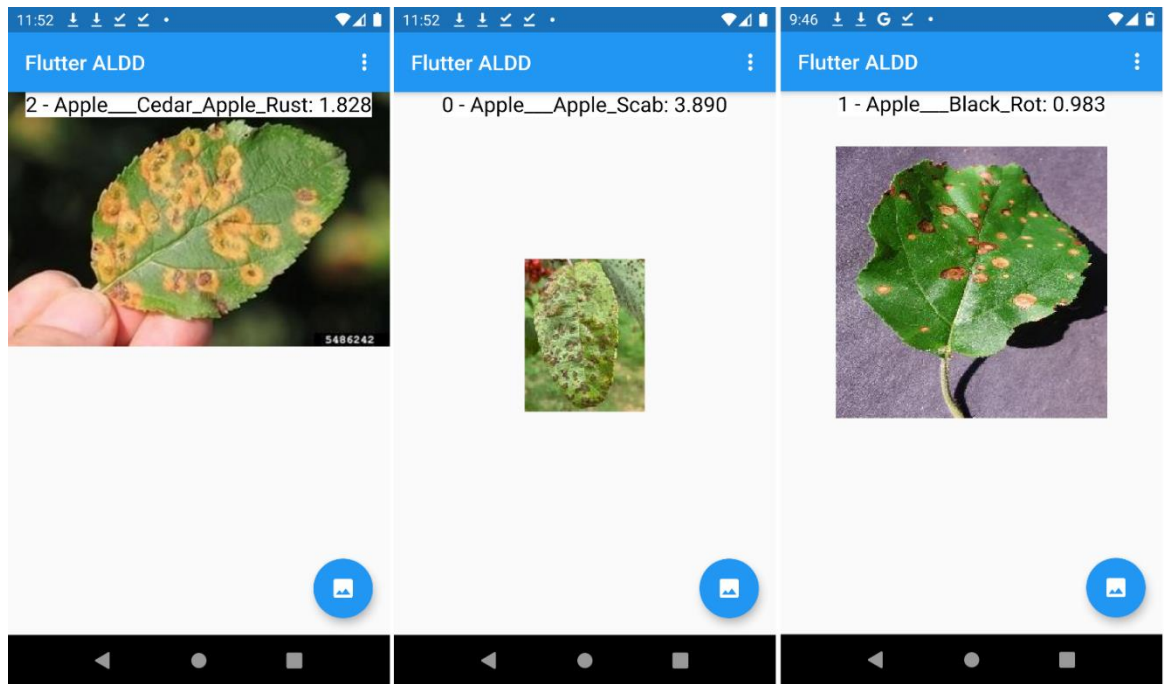 11:52
Flutter ALDD
2 - Apple___Cedar_Apple_Rust: 1.828
5486242
11:52
Flutter ALDD
0 - Apple___Apple_Scab: 3.890
9:46 G
Flutter ALDD
1 - Apple___Black_Rot: 0.983